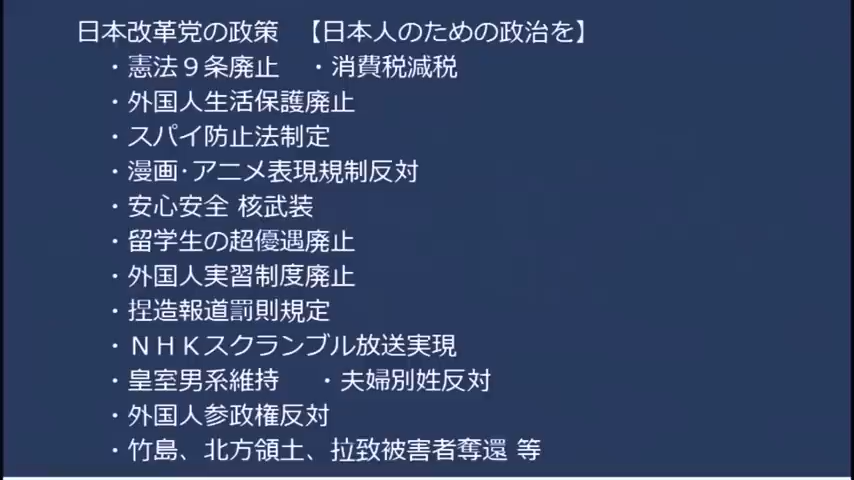 日本改革党の政策　【日本人のための政治を】
・憲法９条廃止　・消費税減税
・外国人生活保護廃止
・スパイ防止法制定
・漫画･アニメ表現規制反対
・安心安全 核武装
・留学生の超優遇廃止
・外国人実習制度廃止
・捏造報道罰則規定
・ＮＨＫスクランブル放送実現
・皇室男系維持　・夫婦別姓反対
・外国人参政権反対
・竹島、北方領土、拉致被害者奪還 等